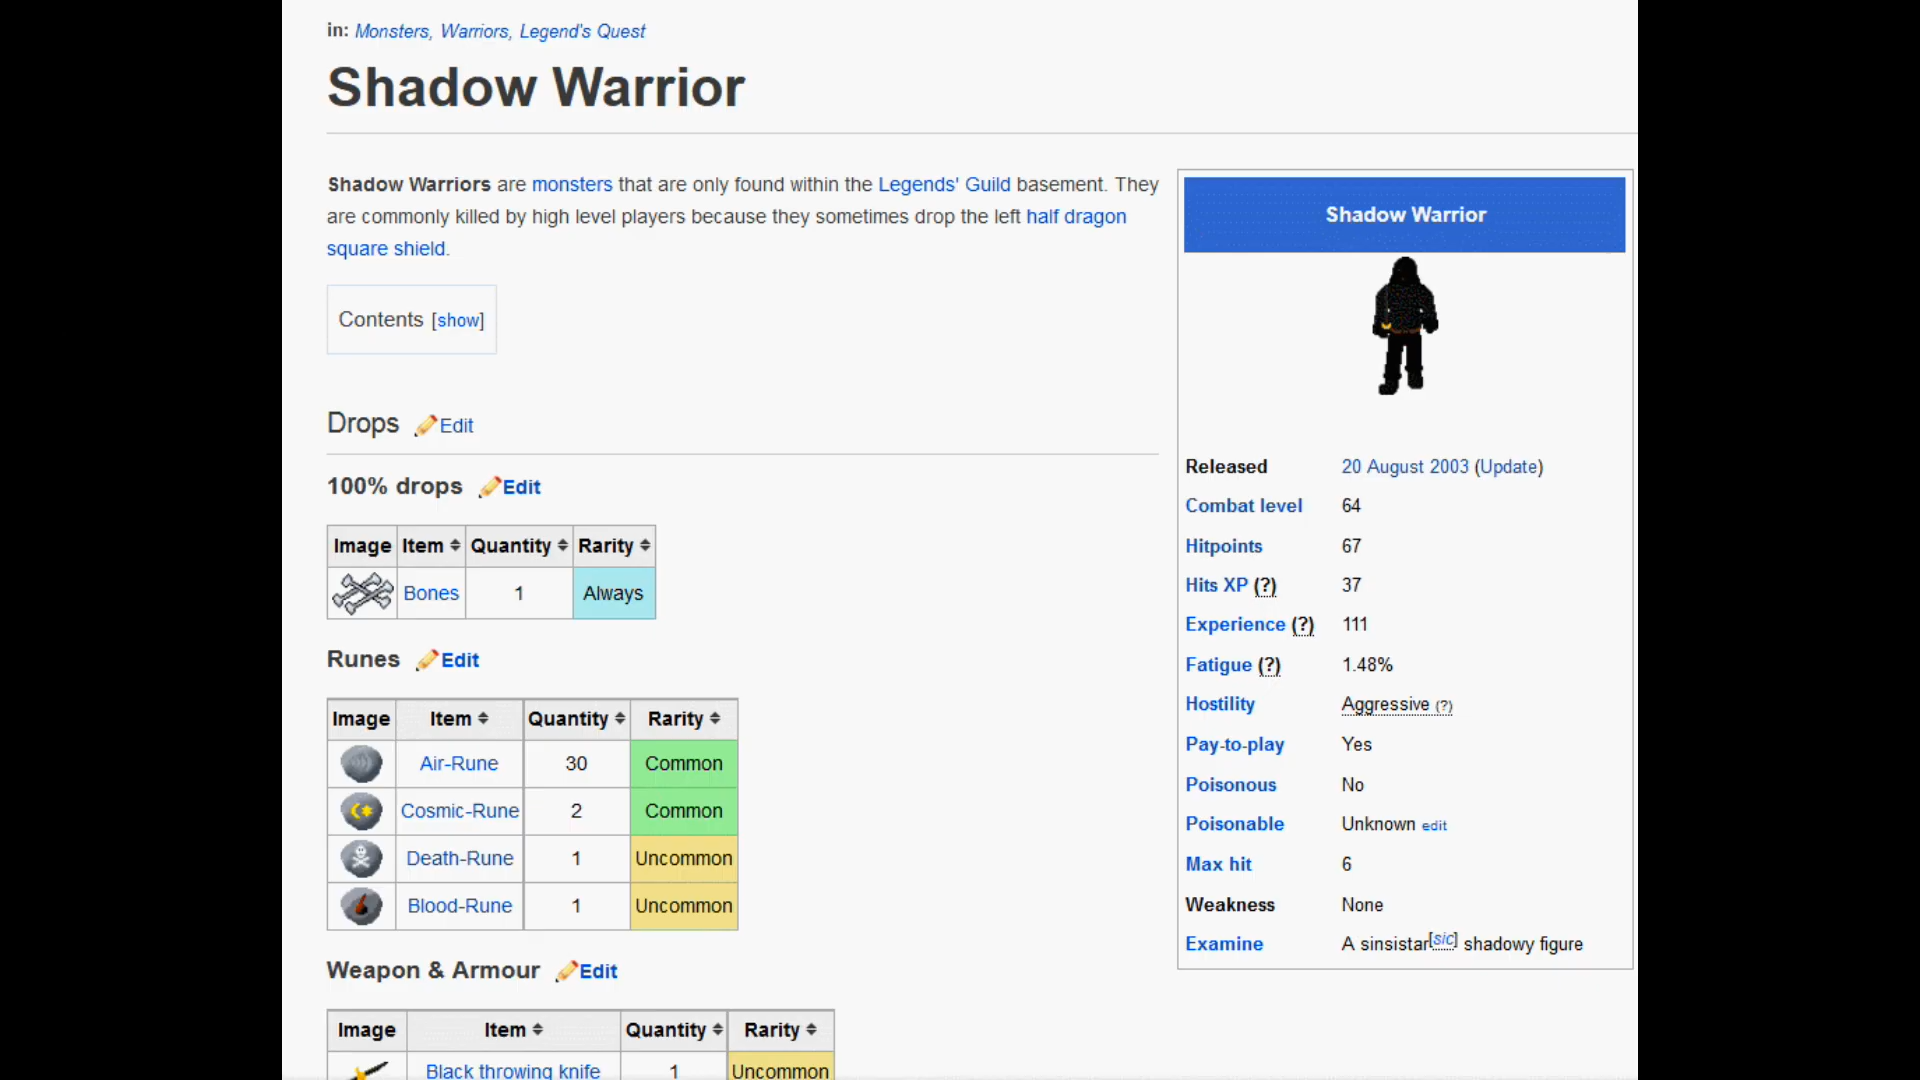 in: Monsters, Warriors, Legend's Quest
Shadow Warrior
Shadow Warriors are monsters that are only found within the Legends' Guild basement. They
are commonly killed by high level players because they sometimes drop the left half dragon
square shield.
Contents [show]
Drops Edit
100% drops Edit
Image Item Quantity Rarity
Bones 1 Always
Runes Edit
Image Item Quantity Rarity
Air-Rune 30 Common
Cosmic-Rune 2 Common
Death-Rune 1 Uncommon
Blood-Rune 1 Uncommon
Weapon & Armour Edit
Image Item Quantity Rarity
Black throwing knife 1 Uncommon
Shadow Warrior
Released 20 August 2003 (Update)
Combat level 64
Hitpoints 67
Hits XP (?) 37
Experience (?) 111
Fatigue (?) 1.48%
Hostility Aggressive (?)
Pay-to-play Yes
Poisonous No
Poisonable Unknown edit
Max hit 6
Weakness None
Examine A sinsistar[sic] shadowy figure